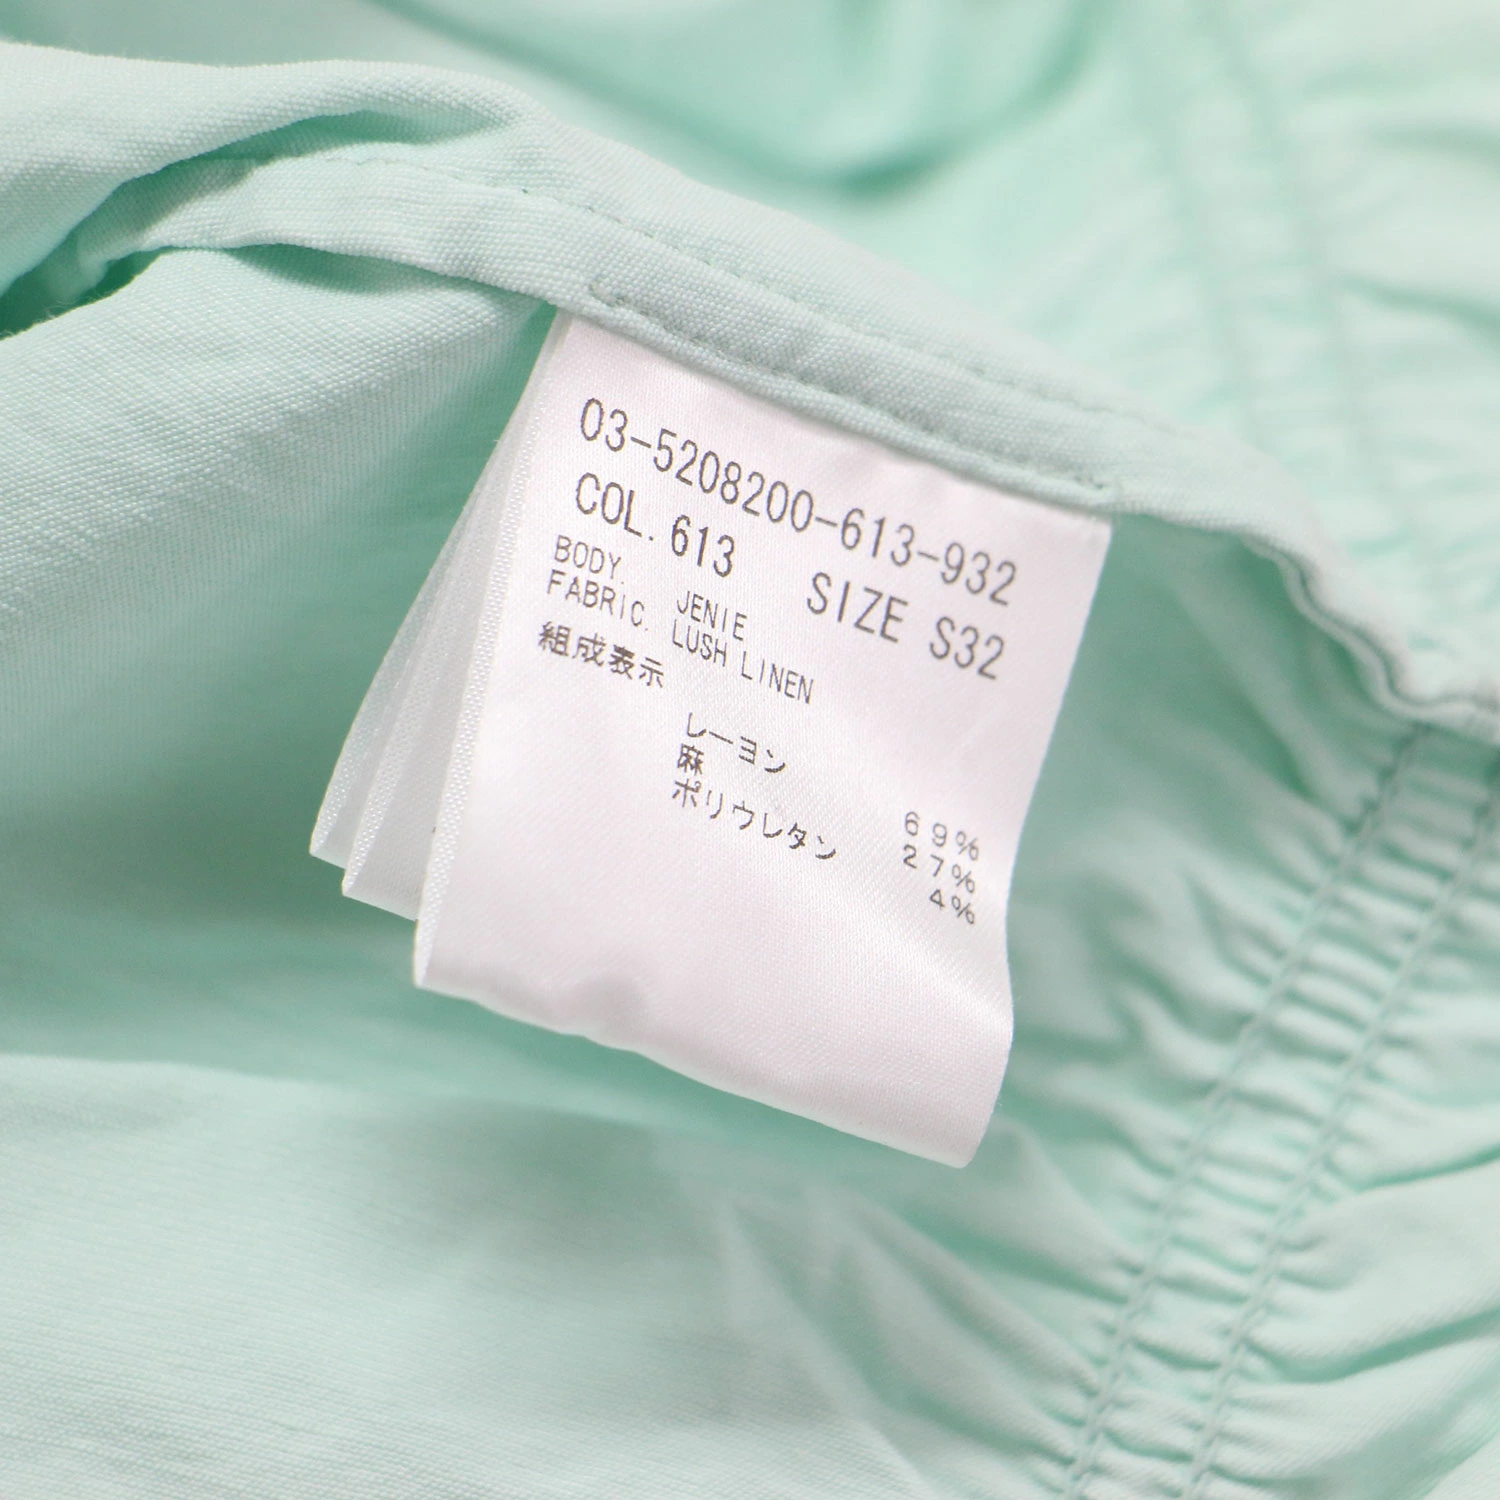 03-5208200-613-932
COL. 613 SIZE S32
BODY. JENIE
FABRIC. LUSH LINEN
組成表示
レーヨン 69%
麻 27%
ポリウレタン 4%